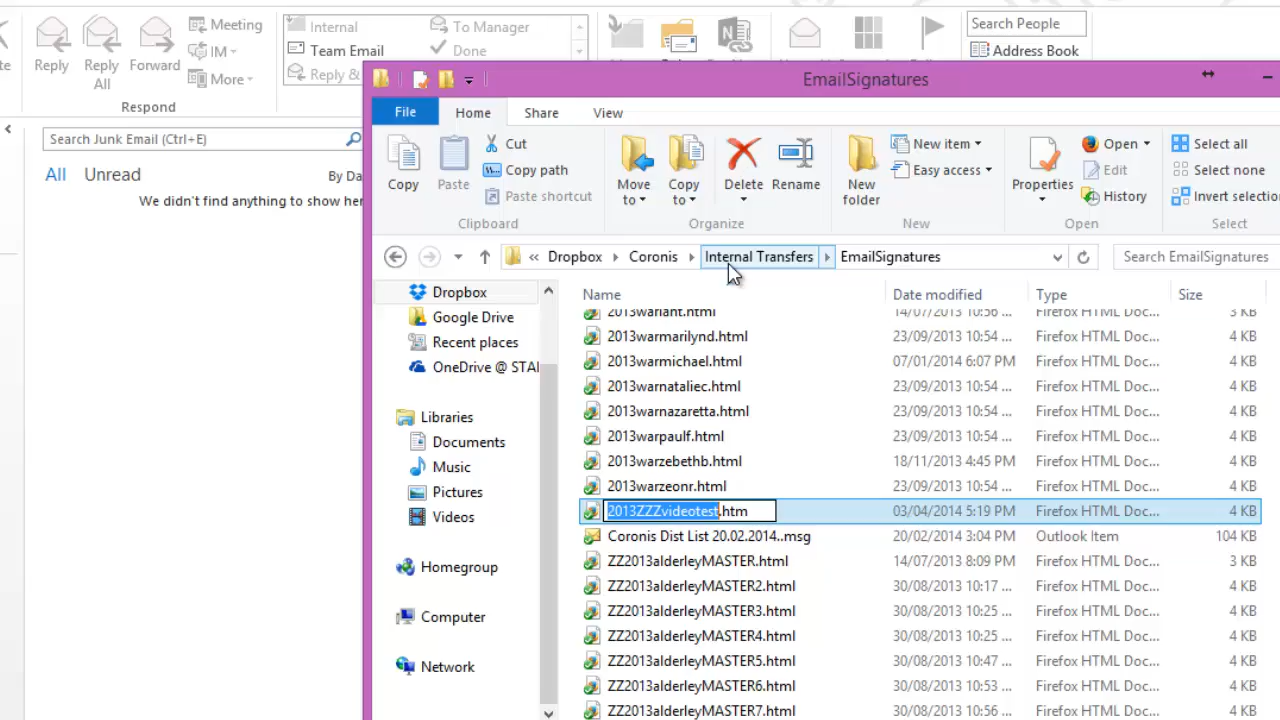 Meeting
Internal
To Manager
Search People
IM
Team Email
Done
Address Book
te
Reply
Reply
All
Forward
More
Reply &
Respond
EmailSignatures
File
Home
Share
View
Search Junk Email (Ctrl+E)
All
Unread
By Da
We didn't find anything to show her
Copy
Paste
Cut
Copy path
Paste shortcut
Clipboard
Move
to
Copy
to
Delete
Rename
Organize
New
folder
New item
Easy access
New
Properties
Open
Edit
History
Open
Select all
Select none
Invert selectio
Select
« Dropbox
Coronis
Internal Transfers
EmailSignatures
Search EmailSignatures
Dropbox
Google Drive
Recent places
OneDrive @ STA
Libraries
Documents
Music
Pictures
Videos
Homegroup
Computer
Network
Name Date modified Type Size
2013wariant.html 14/07/2013 10:56 ... Firefox HTML Doc... 3 KB
2013warmarilynd.html 23/09/2013 10:54 ... Firefox HTML Doc... 4 KB
2013warmichael.html 07/01/2014 6:07 PM Firefox HTML Doc... 4 KB
2013warnataliec.html 23/09/2013 10:54 ... Firefox HTML Doc... 4 KB
2013warnazaretta.html 23/09/2013 10:54 ... Firefox HTML Doc... 4 KB
2013warpaulf.html 23/09/2013 10:54 ... Firefox HTML Doc... 4 KB
2013warzebethb.html 18/11/2013 4:45 PM Firefox HTML Doc... 4 KB
2013warzeonr.html 23/09/2013 10:54 ... Firefox HTML Doc... 4 KB
2013ZZZvideotest.htm 03/04/2014 5:19 PM Firefox HTML Doc... 4 KB
Coronis Dist List 20.02.2014..msg 20/02/2014 3:04 PM Outlook Item 104 KB
ZZ2013alderleyMASTER.html 14/07/2013 8:09 PM Firefox HTML Doc... 3 KB
ZZ2013alderleyMASTER2.html 30/08/2013 10:17 ... Firefox HTML Doc... 4 KB
ZZ2013alderleyMASTER3.html 30/08/2013 10:25 ... Firefox HTML Doc... 4 KB
ZZ2013alderleyMASTER4.html 30/08/2013 10:25 ... Firefox HTML Doc... 4 KB
ZZ2013alderleyMASTER5.html 30/08/2013 10:47 ... Firefox HTML Doc... 4 KB
ZZ2013alderleyMASTER6.html 30/08/2013 10:53 ... Firefox HTML Doc... 4 KB
ZZ2013alderleyMASTER7.html 30/08/2013 10:56 ... Firefox HTML Doc... 4 KB